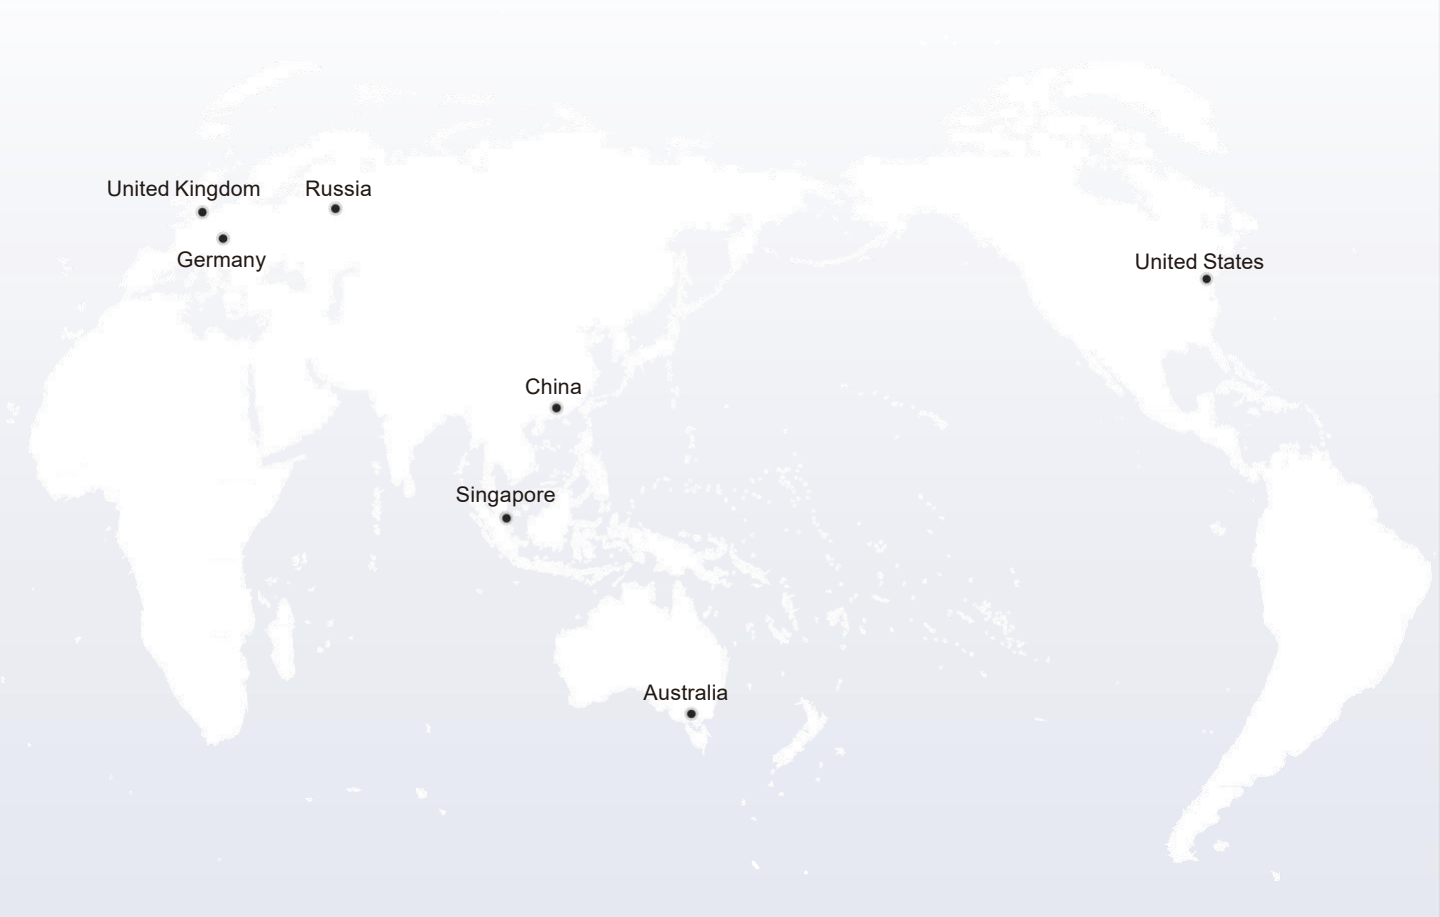 United Kingdom
Russia
Germany
United States
China
Singapore
Australia